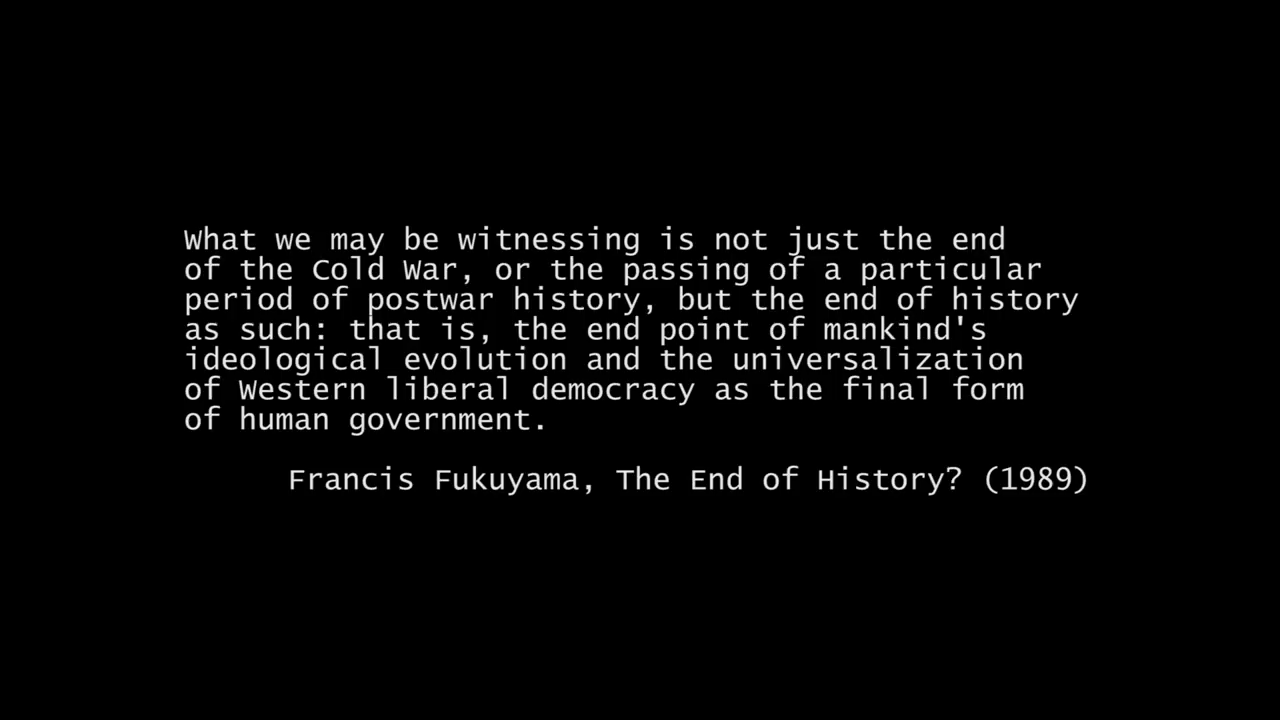 What we may be witnessing is not just the end
of the Cold War, or the passing of a particular
period of postwar history, but the end of history
as such: that is, the end point of mankind's
ideological evolution and the universalization
of Western liberal democracy as the final form
of human government.
Francis Fukuyama, The End of History? (1989)